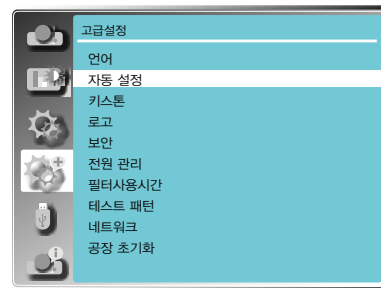 고급설정
언어
자동 설정
키스톤
로고
보안
전원 관리
필터사용시간
테스트 패턴
네트워크
공장 초기화